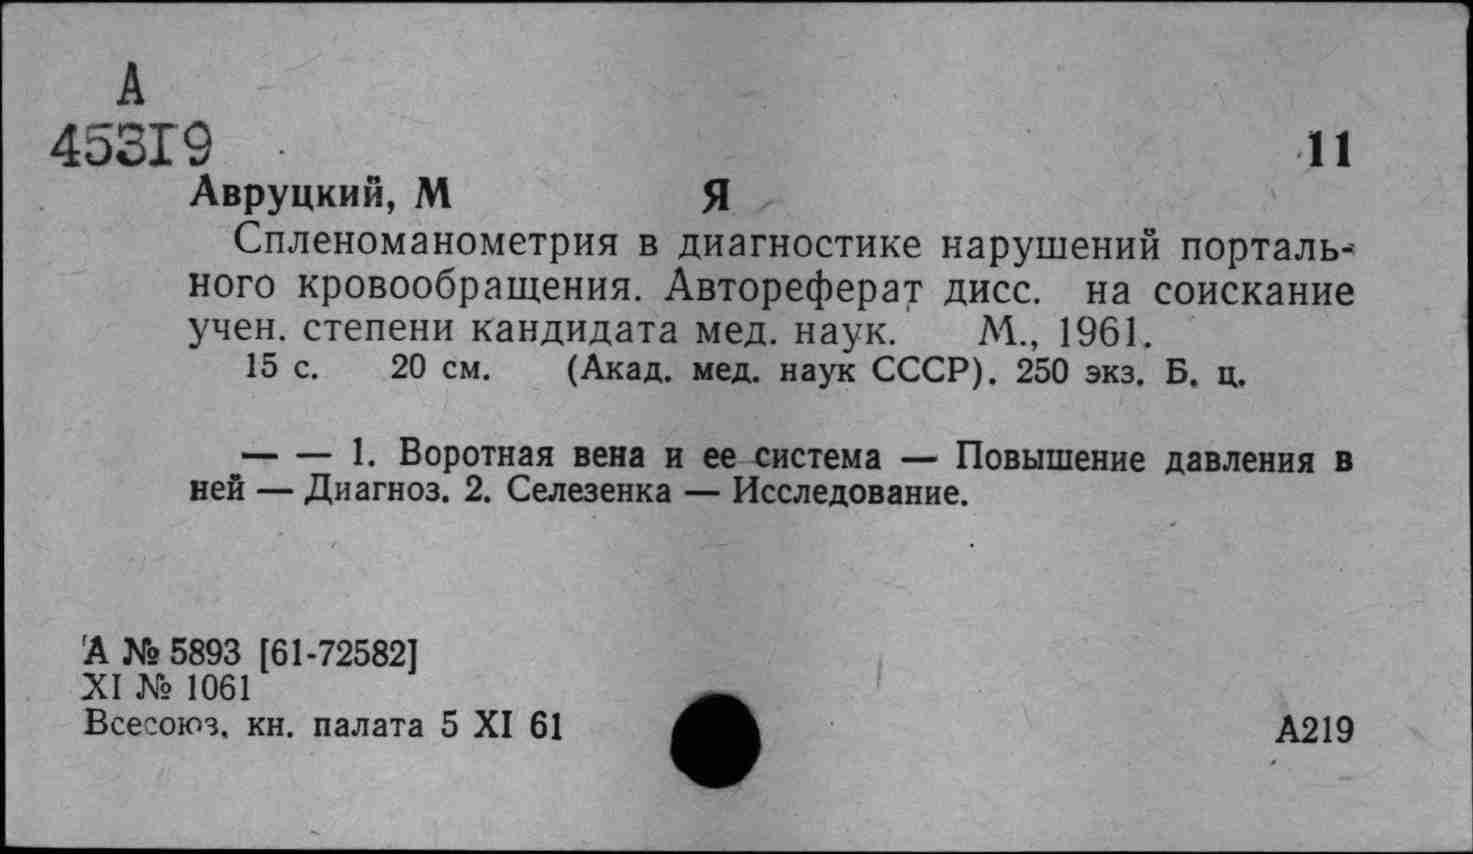 А
45319
11
Авруцкий, М Я
Спленоманометрия в диагностике нарушений порталь-
ного кровообращения. Автореферат дисс. на соискание
учен. степени кандидата мед. наук. М., 1961.
15 с. 20 см. (Акад. мед. наук СССР). 250 экз. Б. ц.
— — 1. Воротная вена и ее система — Повышение давления в
ней — Диагноз. 2. Селезенка — Исследование.
А № 5893 [61-72582]
XI № 1061
Всесоюз. кн. палата 5 XI 61
А219